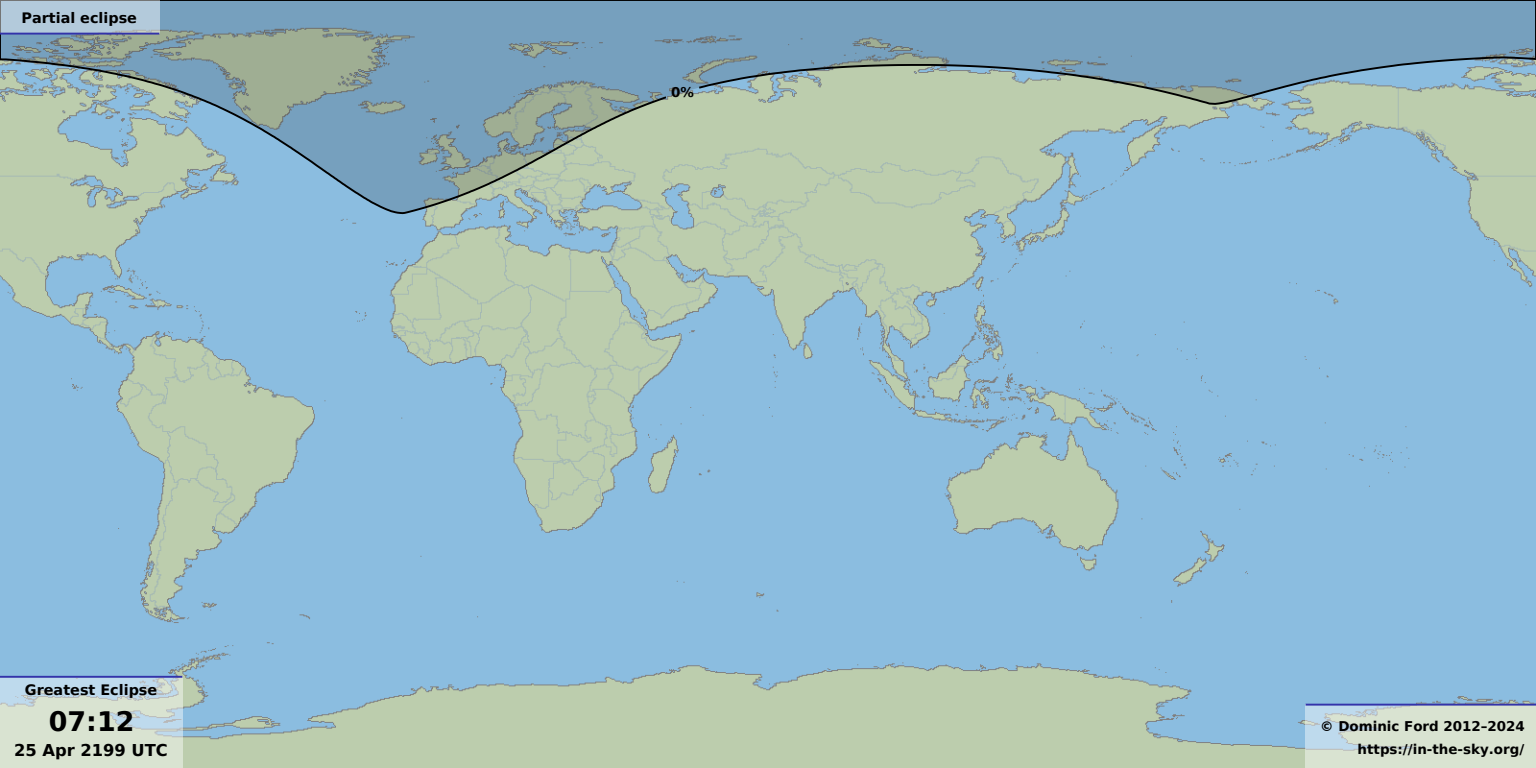 Partial eclipse
0%
Greatest Eclipse
07:12
25 Apr 2199 UTC
© Dominic Ford 2012–2024
https://in-the-sky.org/